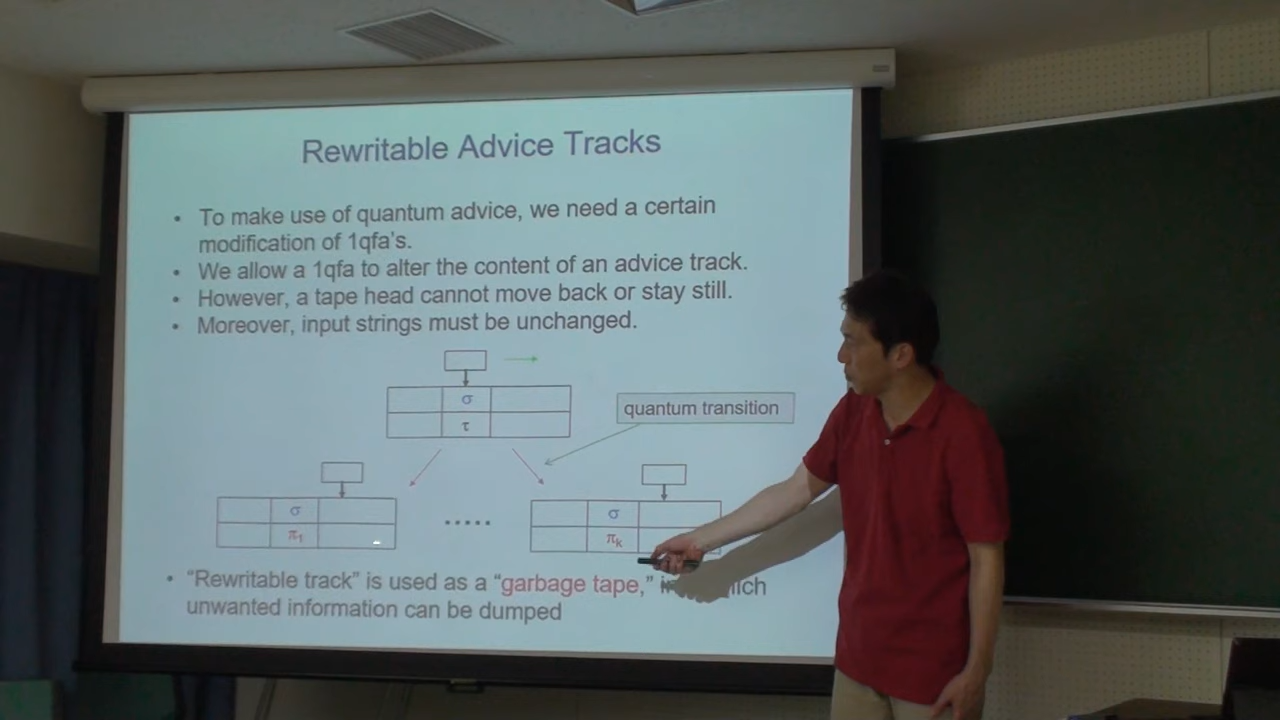 Rewritable Advice Tracks
• To make use of quantum advice, we need a certain
modification of 1qfa's.
• We allow a 1qfa to alter the content of an advice track.
• However, a tape head cannot move back or stay still.
• Moreover, input strings must be unchanged.
σ
τ
quantum transition
σ
π1
.....
σ
πk
• "Rewritable track" is used as a "garbage tape,"
unwanted information can be dumped